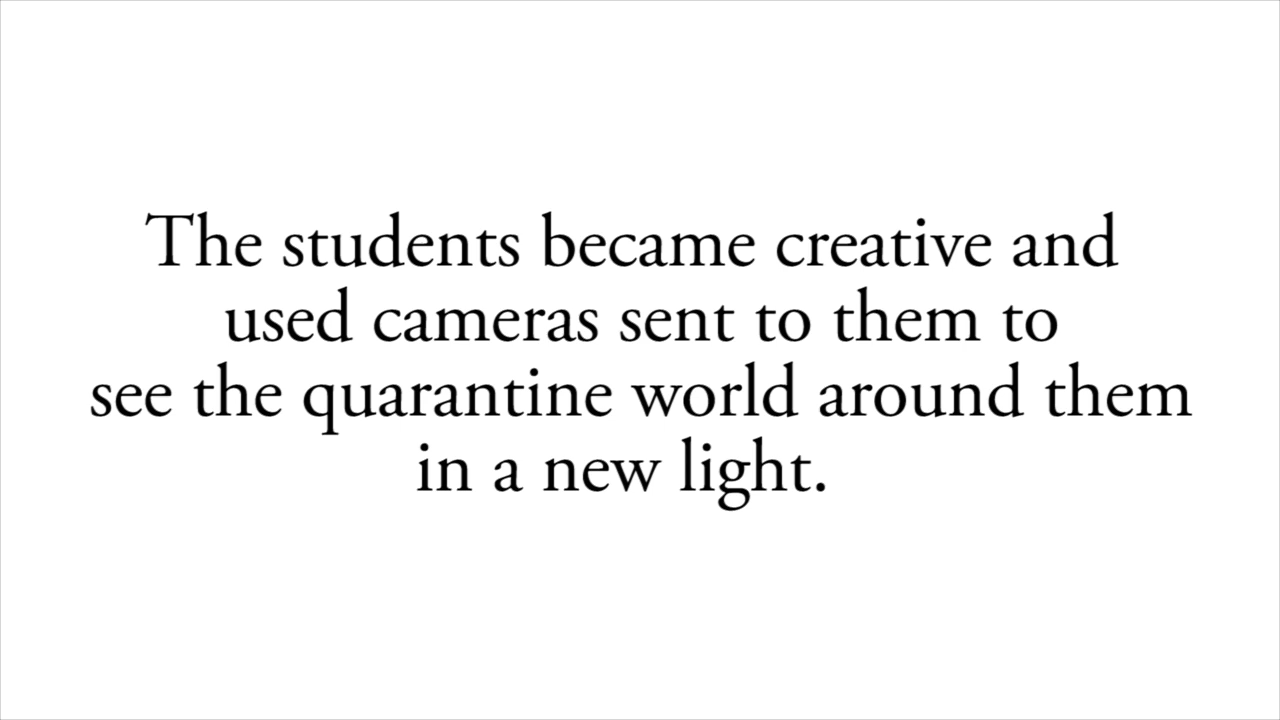 The students became creative and
used cameras sent to them to
see the quarantine world around them
in a new light.